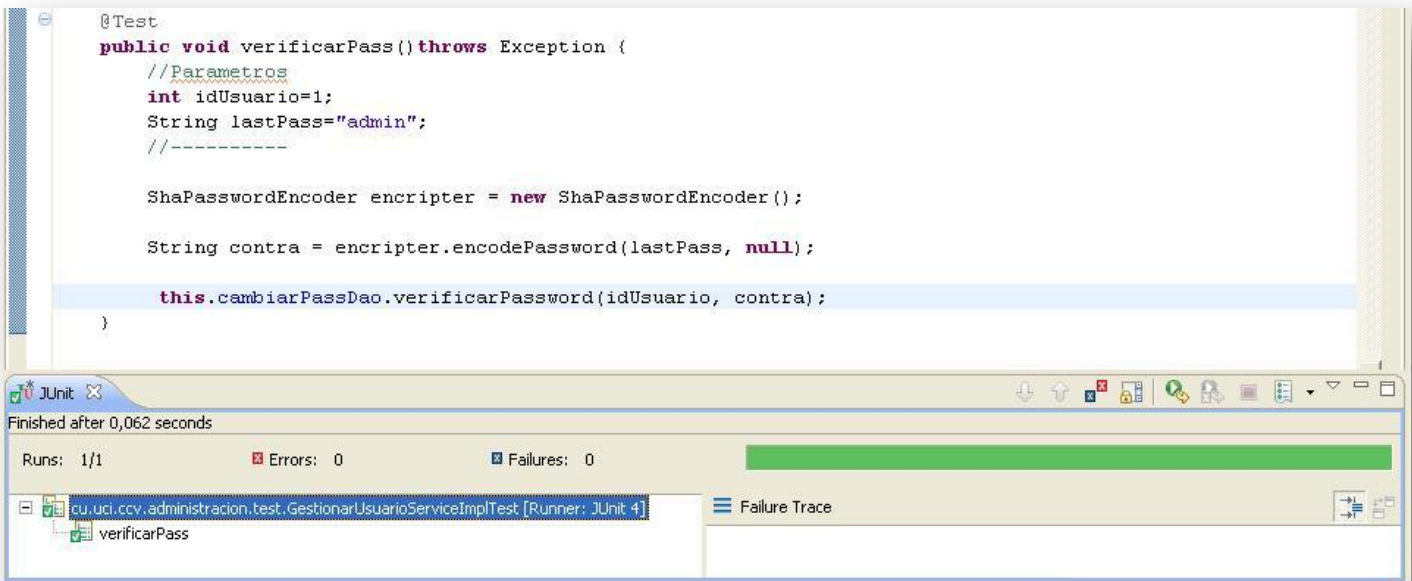 @Test
public void verificarPass()throws Exception {
//Parametros
int idUsuario=1;
String lastPass="admin";
//----------
ShaPasswordEncoder encripter = new ShaPasswordEncoder();
String contra = encripter.encodePassword(lastPass, null);
this.cambiarPassDao.verificarPassword(idUsuario, contra);
}
JUnit
Finished after 0,062 seconds
Runs: 1/1 Errors: 0 Failures: 0
cu.uci.ccv.administracion.test.GestionarUsuarioServiceImplTest [Runner: JUnit 4] Failure Trace
verificarPass